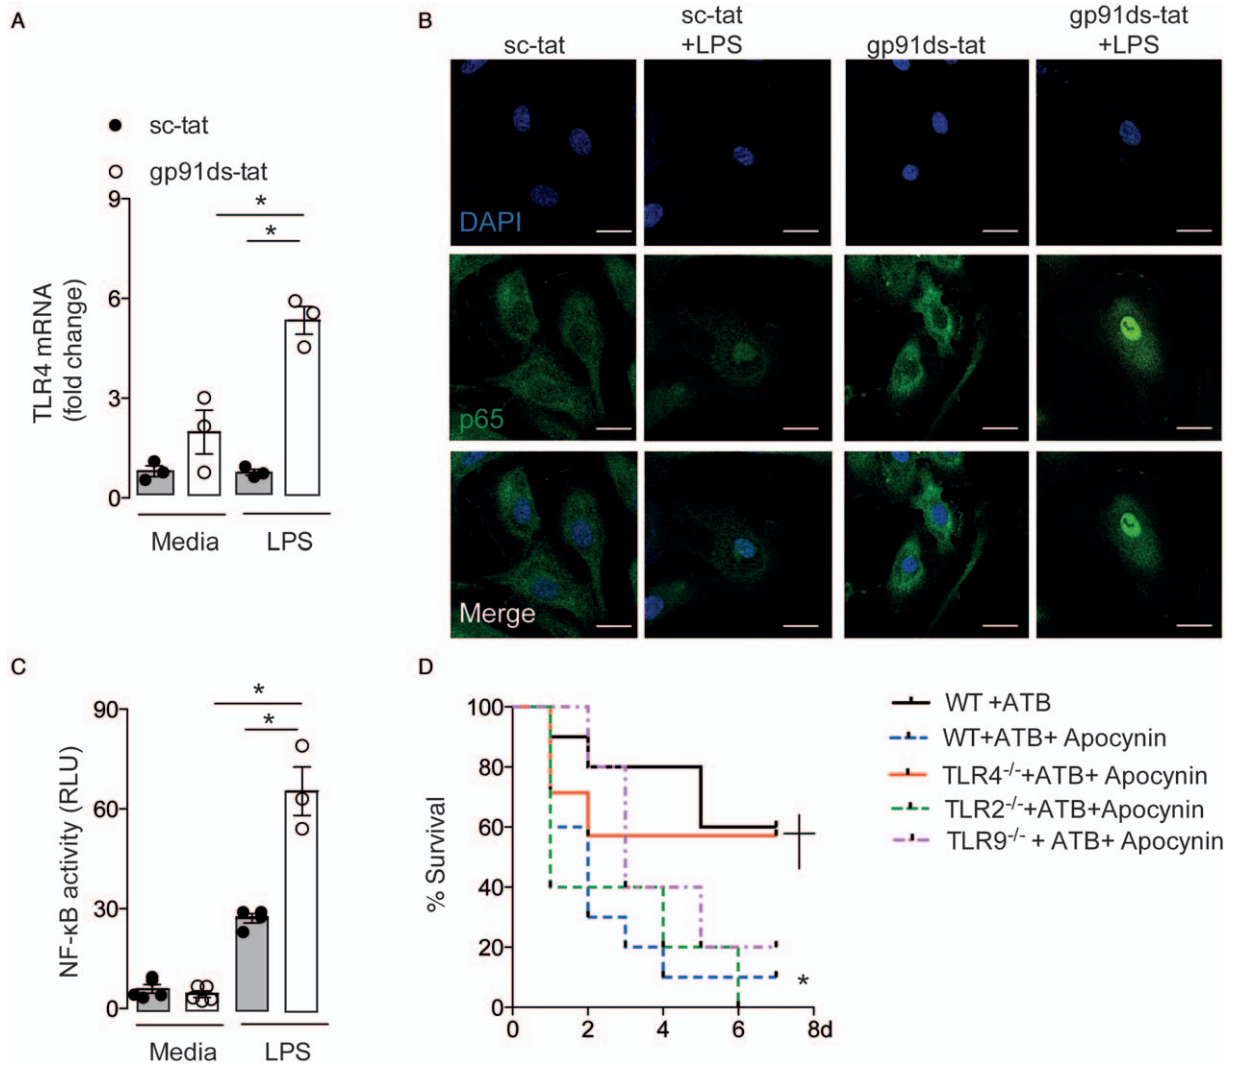 A
sc-tat
gp91ds-tat
9
6
3
0
TLR4 mRNA
(fold change)
*
*
Media
LPS
B
sc-tat
sc-tat
+LPS
gp91ds-tat
gp91ds-tat
+LPS
DAPI
p65
Merge
C
90
60
30
0
NF-κB activity (RLU)
*
*
Media
LPS
D
100
80
60
40
20
0
% Survival
0
2
4
6
8d
*
WT +ATB
WT+ATB+ Apocynin
TLR4-/-+ATB+ Apocynin
TLR2-/-+ATB+Apocynin
TLR9-/- + ATB+ Apocynin